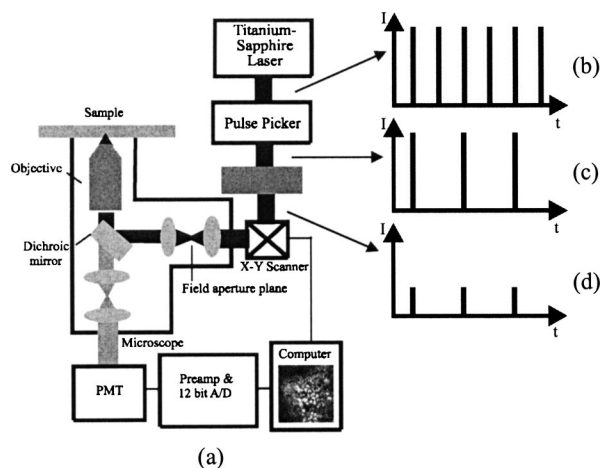 Titanium-
Sapphire
Laser
Pulse Picker
Sample
Objective
Dichroic
mirror
X-Y Scanner
Field aperture plane
Microscope
PMT
Preamp &
12 bit A/D
Computer
(a)
I
t
(b)
I
t
(c)
I
t
(d)